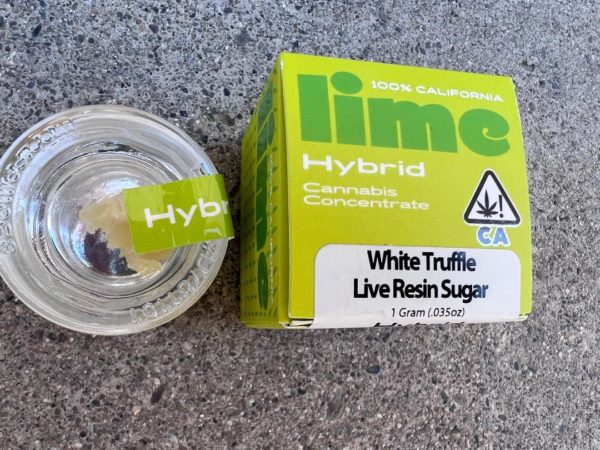 Hybr
100% CALIFORNIA
lime
Hybrid
Cannabis
Concentrate
CA
White Truffle
Live Resin Sugar
1 Gram (.035oz)